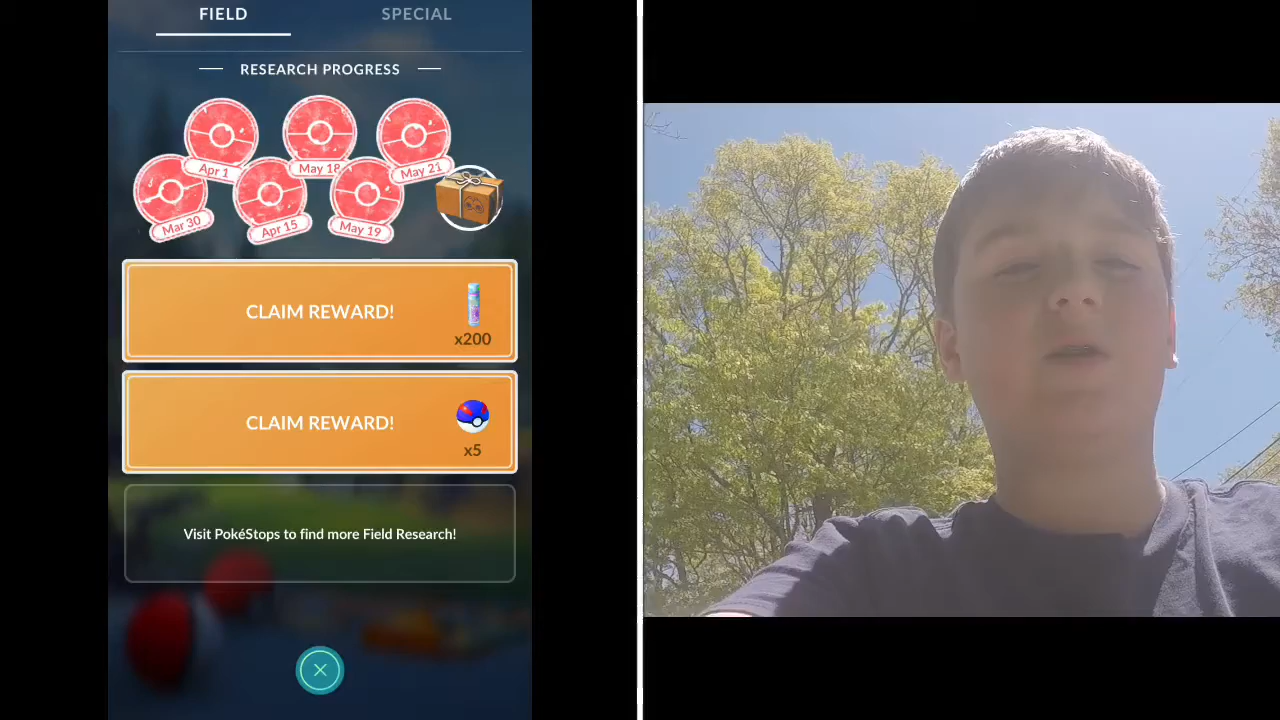 FIELD
SPECIAL
RESEARCH PROGRESS
Apr 1
May 18
May 21
Mar 30
Apr 15
May 19
CLAIM REWARD!
x200
CLAIM REWARD!
x5
Visit PokéStops to find more Field Research!